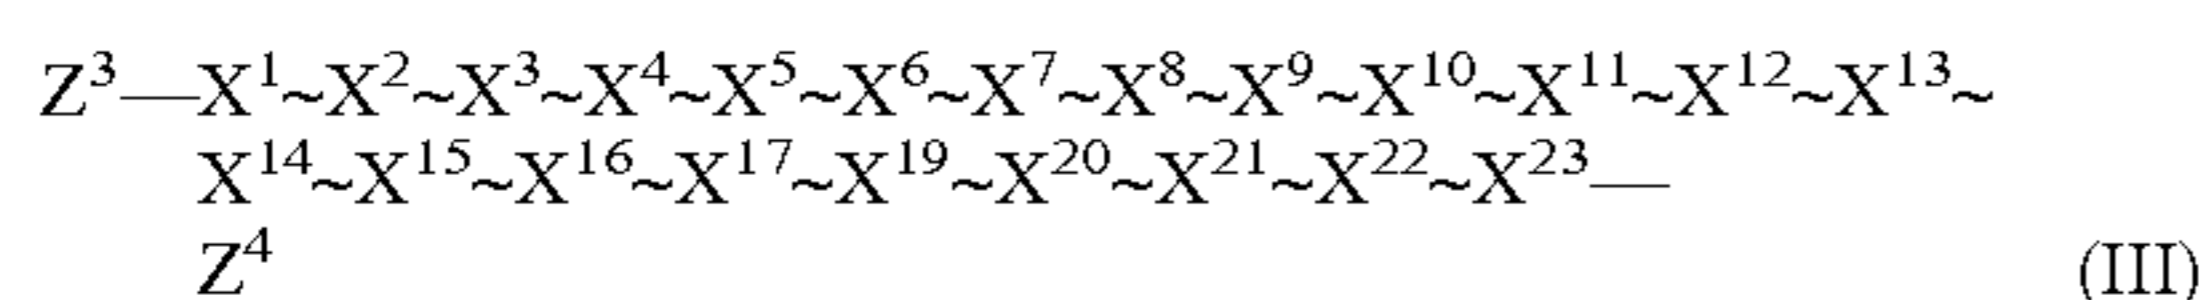 Z³—X¹~X²~X³~X⁴~X⁵~X⁶~X⁷~X⁸~X⁹~X¹⁰~X¹¹~X¹²~X¹³~
X¹⁴~X¹⁵~X¹⁶~X¹⁷~X¹⁹~X²⁰~X²¹~X²²~X²³—
Z⁴ (III)